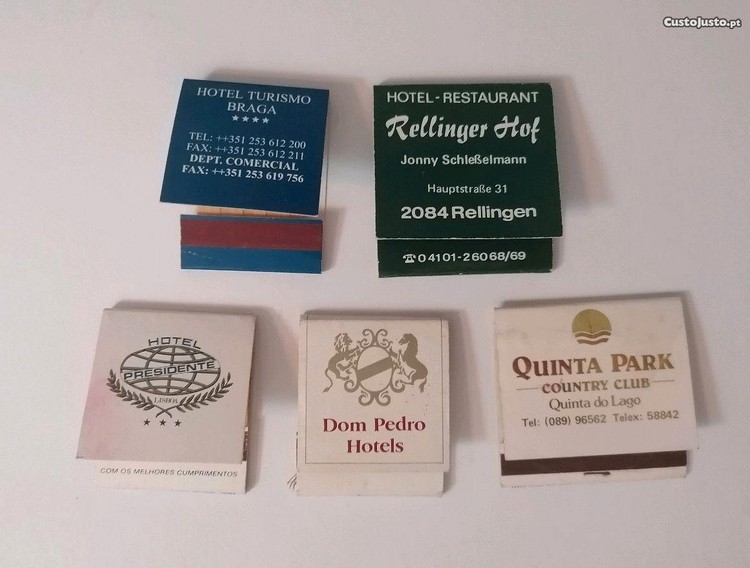 CustoJusto.pt
HOTEL TURISMO
BRAGA
★★★★
TEL: ++351 253 612 200
FAX: ++351 253 612 211
DEPT. COMERCIAL
FAX: ++351 253 619 756
HOTEL-RESTAURANT
Rellinger Hof
Jonny Schleßelmann
Hauptstraße 31
2084 Rellingen
☎ 04101-26068/69
HOTEL
PRESIDENTE
LISBOA
★ ★ ★
COM OS MELHORES CUMPRIMENTOS
Dom Pedro
Hotels
QUINTA PARK
COUNTRY CLUB
Quinta do Lago
Tel: (089) 96562 Telex: 58842